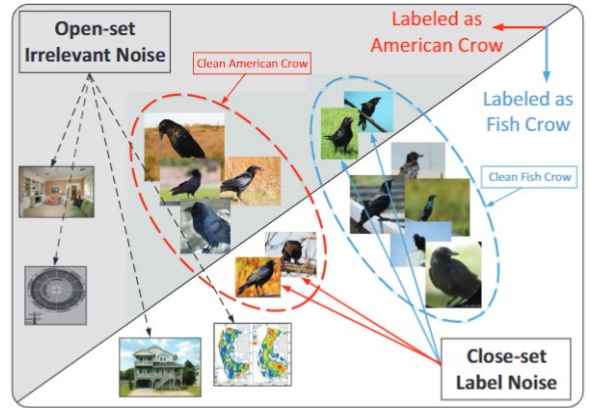 Open-set
Irrelevant Noise
Labeled as
American Crow
Clean American Crow
Labeled as
Fish Crow
Clean Fish Crow
Close-set
Label Noise